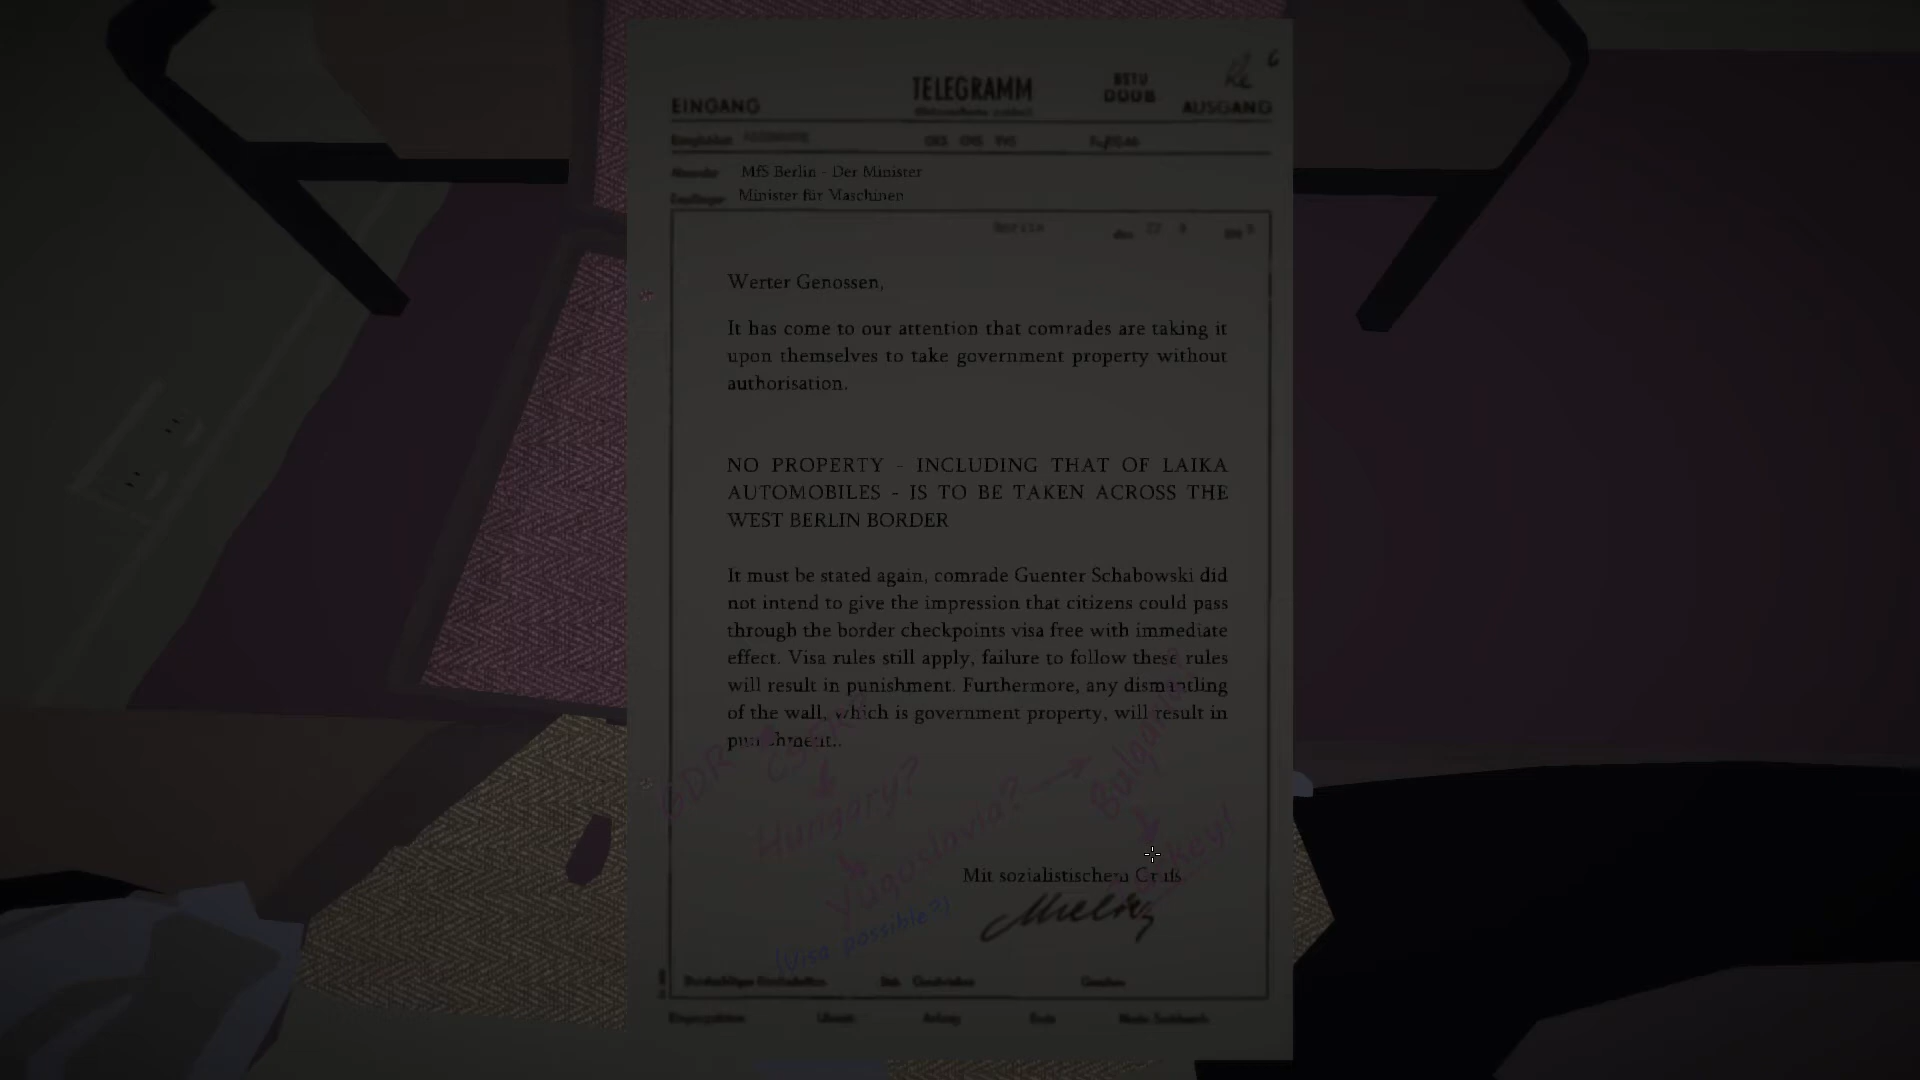 TELEGRAMM
BSTU
EINGANG
AUSGANG
MfS Berlin - Der Minister
Minister für Maschinen
Werter Genossen,
It has come to our attention that comrades are taking it
upon themselves to take government property without
authorisation.
NO PROPERTY - INCLUDING THAT OF LAIKA
AUTOMOBILES - IS TO BE TAKEN ACROSS THE
WEST BERLIN BORDER
It must be stated again, comrade Guenter Schabowski did
not intend to give the impression that citizens could pass
through the border checkpoints visa free with immediate
effect. Visa rules still apply, failure to follow these rules
will result in punishment. Furthermore, any dismantling
of the wall, which is government property, will result in
punishment..
GDR
Hungary?
Yugoslavia?
Bulgaria?
(Visa possible?)
Mit sozialistischem Gruß